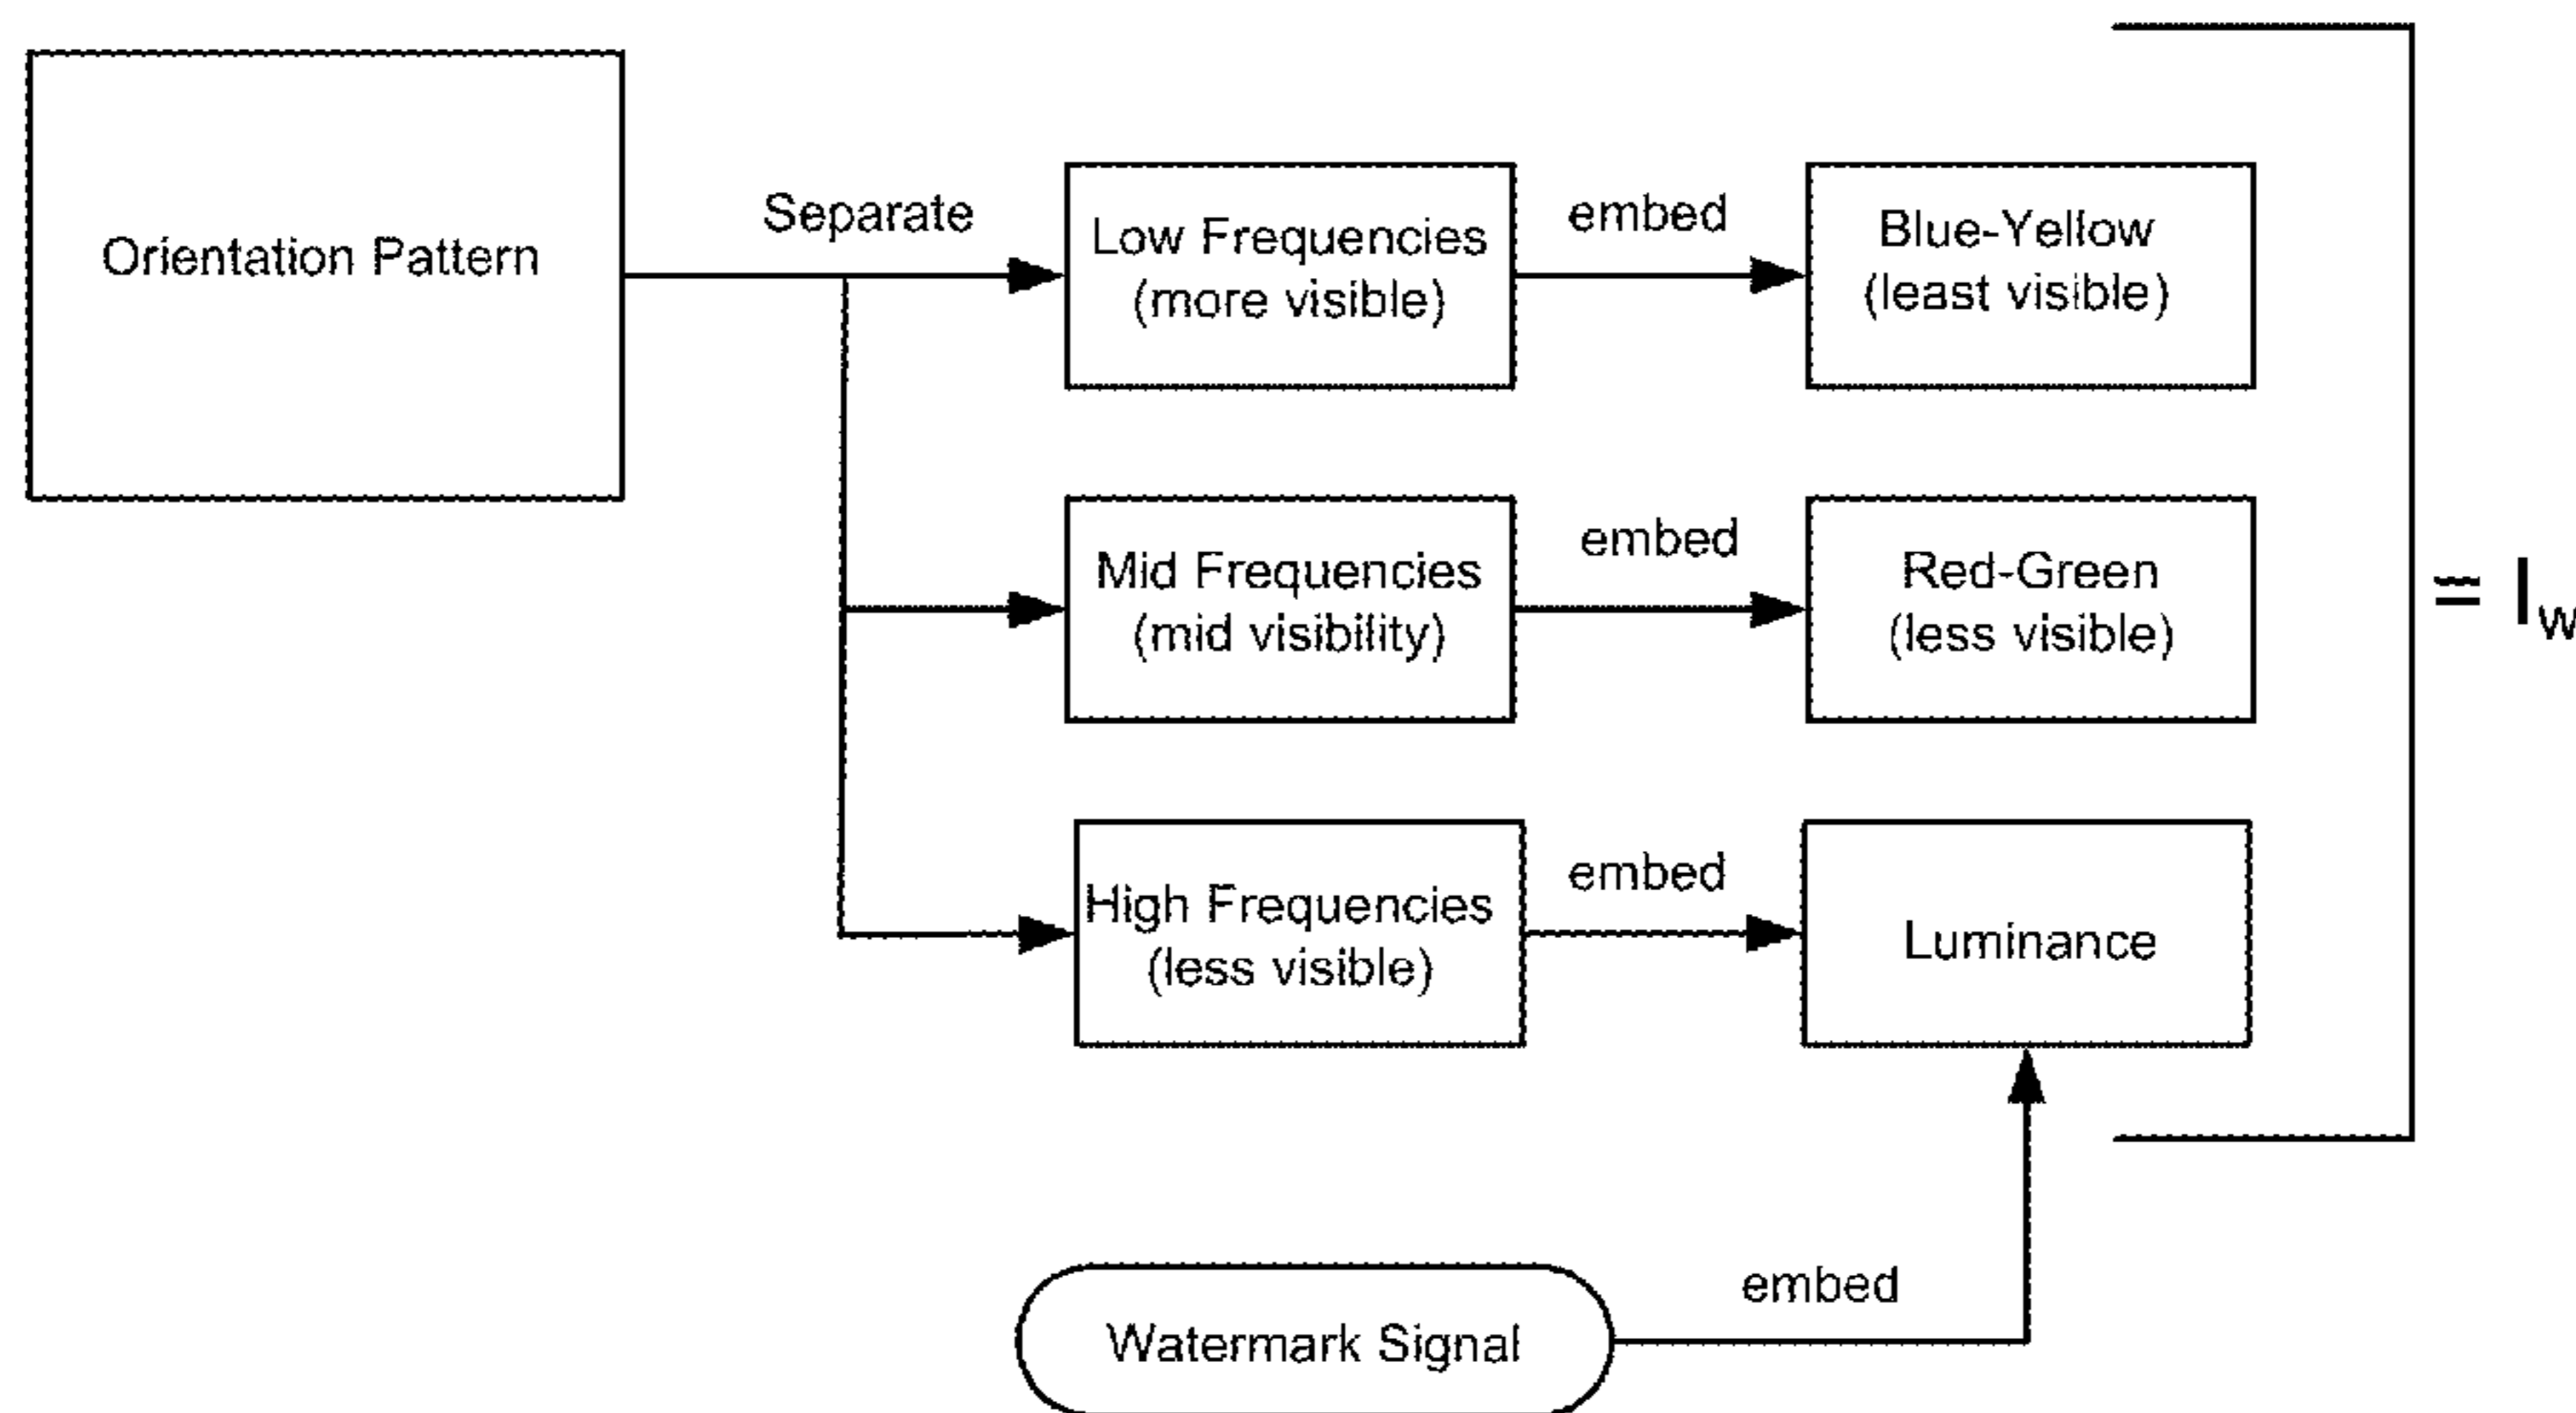 Orientation Pattern
Separate
Low Frequencies
(more visible)
embed
Blue-Yellow
(least visible)
Mid Frequencies
(mid visibility)
embed
Red-Green
(less visible)
= Iw
High Frequencies
(less visible)
embed
Luminance
Watermark Signal
embed